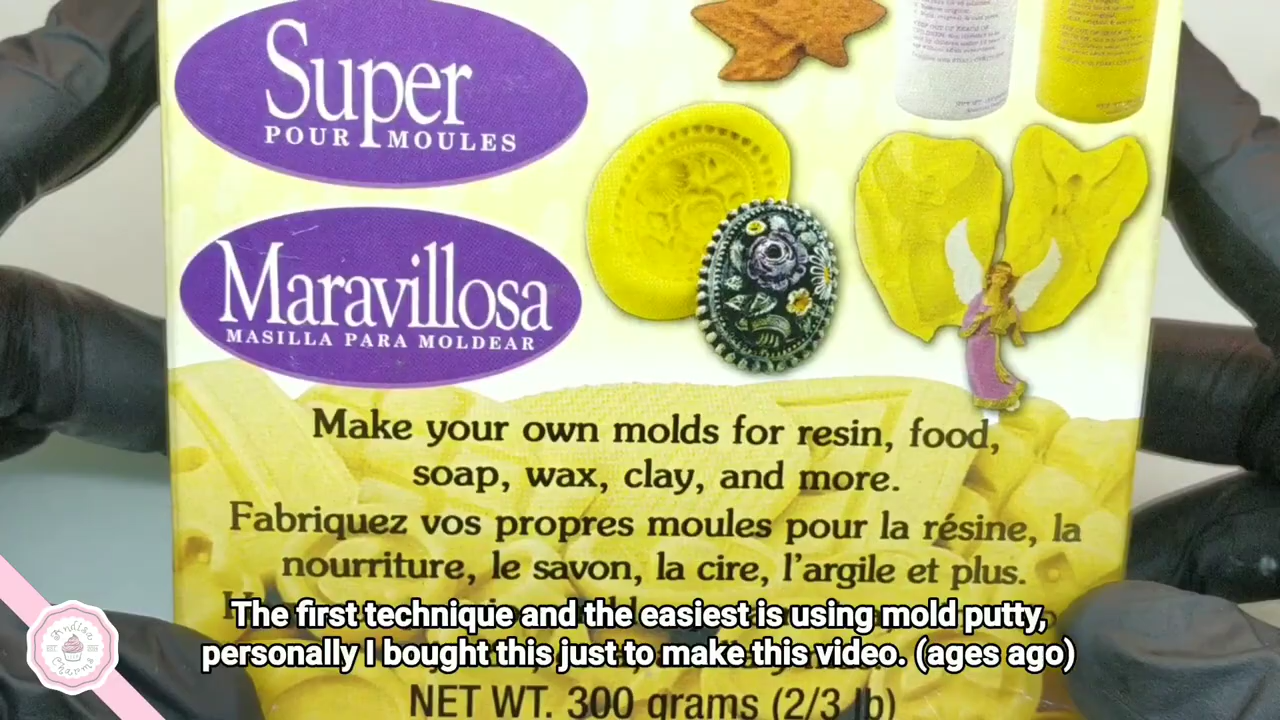 Super
POUR MOULES
Maravillosa
MASILLA PARA MOLDEAR
Make your own molds for resin, food,
soap, wax, clay, and more.
Fabriquez vos propres moules pour la résine, la
nourriture, le savon, la cire, l'argile et plus.
The first technique and the easiest is using mold putty,
personally I bought this just to make this video. (ages ago)
NET WT. 300 grams (2/3 lb)
Andisa
Charms